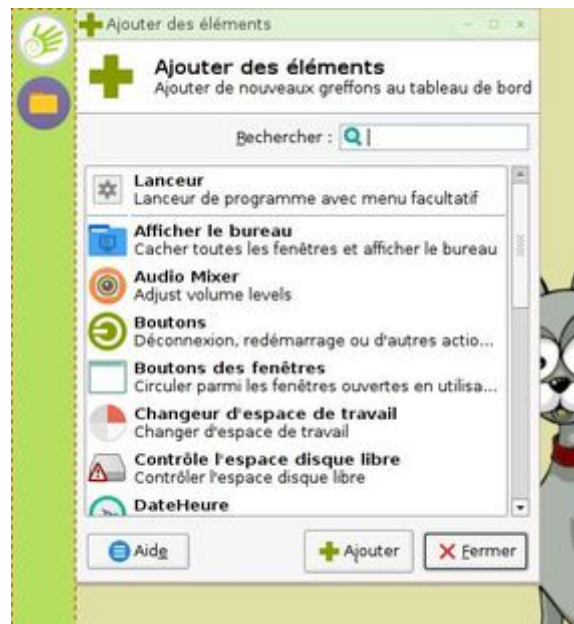 Ajouter des éléments
Ajouter des éléments
Ajouter de nouveaux greffons au tableau de bord
Rechercher :
Lanceur
Lanceur de programme avec menu facultatif
Afficher le bureau
Cacher toutes les fenêtres et afficher le bureau
Audio Mixer
Adjust volume levels
Boutons
Déconnexion, redémarrage ou d'autres actio...
Boutons des fenêtres
Circuler parmi les fenêtres ouvertes en utilisa...
Changeur d'espace de travail
Changer d'espace de travail
Contrôle l'espace disque libre
Contrôler l'espace disque libre
DateHeure
Aide
Ajouter
Fermer